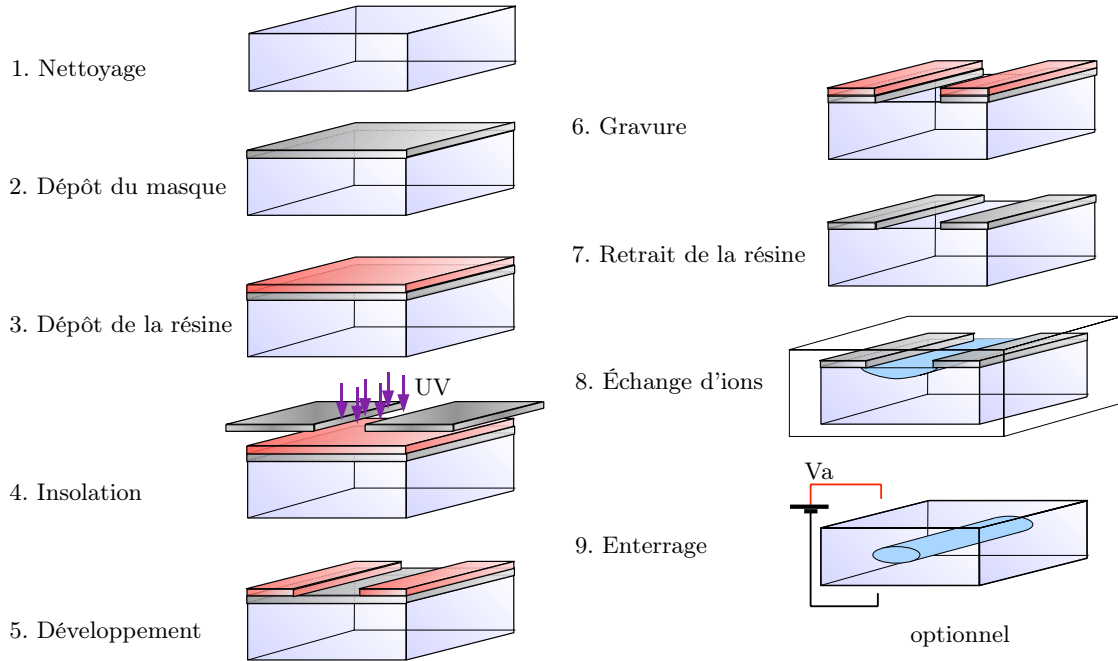 1. Nettoyage
2. Dépôt du masque
3. Dépôt de la résine
UV
4. Insolation
5. Développement
6. Gravure
7. Retrait de la résine
8. Échange d'ions
Va
9. Enterrage
optionnel